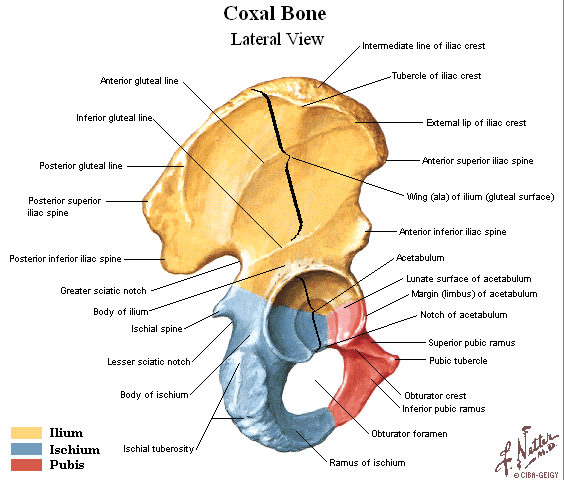 Coxal Bone
Lateral View
Intermediate line of iliac crest
Tubercle of iliac crest
Anterior gluteal line
Inferior gluteal line
External lip of iliac crest
Posterior gluteal line
Anterior superior iliac spine
Wing (ala) of ilium (gluteal surface)
Posterior superior
iliac spine
Anterior inferior iliac spine
Posterior inferior iliac spine
Acetabulum
Greater sciatic notch
Lunate surface of acetabulum
Margin (limbus) of acetabulum
Body of ilium
Notch of acetabulum
Ischial spine
Superior pubic ramus
Lesser sciatic notch
Pubic tubercle
Body of ischium
Obturator crest
Inferior pubic ramus
Obturator foramen
Ischial tuberosity
Ramus of ischium
Ilium
Ischium
Pubis
F. Netter
M.D.
© CIBA-GEIGY